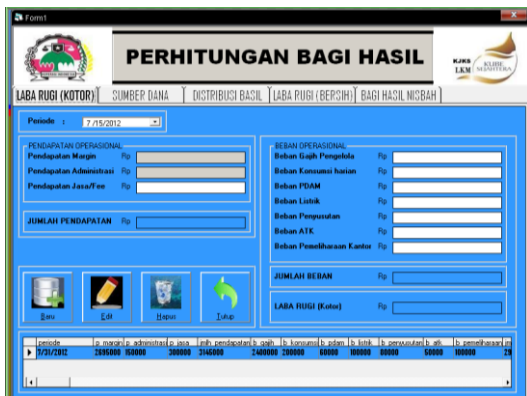 Form1
PERHITUNGAN BAGI HASIL
KJKS
LKM
KUBE
SEJAHTERA
LABA RUGI (KOTOR)
SUMBER DANA
DISTRIBUSI BASIL
LABA RUGI (BERSIH)
BAGI HASIL NISBAH
Periode :
7/15/2012
PENDAPATAN OPERASIONAL
Pendapatan Margin Rp
Pendapatan Administrasi Rp
Pendapatan Jasa/Fee Rp
JUMLAH PENDAPATAN Rp
BEBAN OPERASIONAL
Beban Gajih Pengelola Rp
Beban Konsumsi harian Rp
Beban PDAM Rp
Beban Listrik Rp
Beban Penyusutan Rp
Beban ATK Rp
Beban Pemeliharaan Kantor Rp
JUMLAH BEBAN Rp
LABA RUGI (Kotor) Rp
Baru
Edit
Hapus
Tutup
periode p_margin p_administrasi p_jasa jmlh_pendapatan b_gajih b_konsumsi b_pdam b_listrik b_penyusutan b_atk b_pemeliharaan
7/31/2012 2695000 150000 300000 3145000 2400000 200000 60000 100000 80000 50000 100000